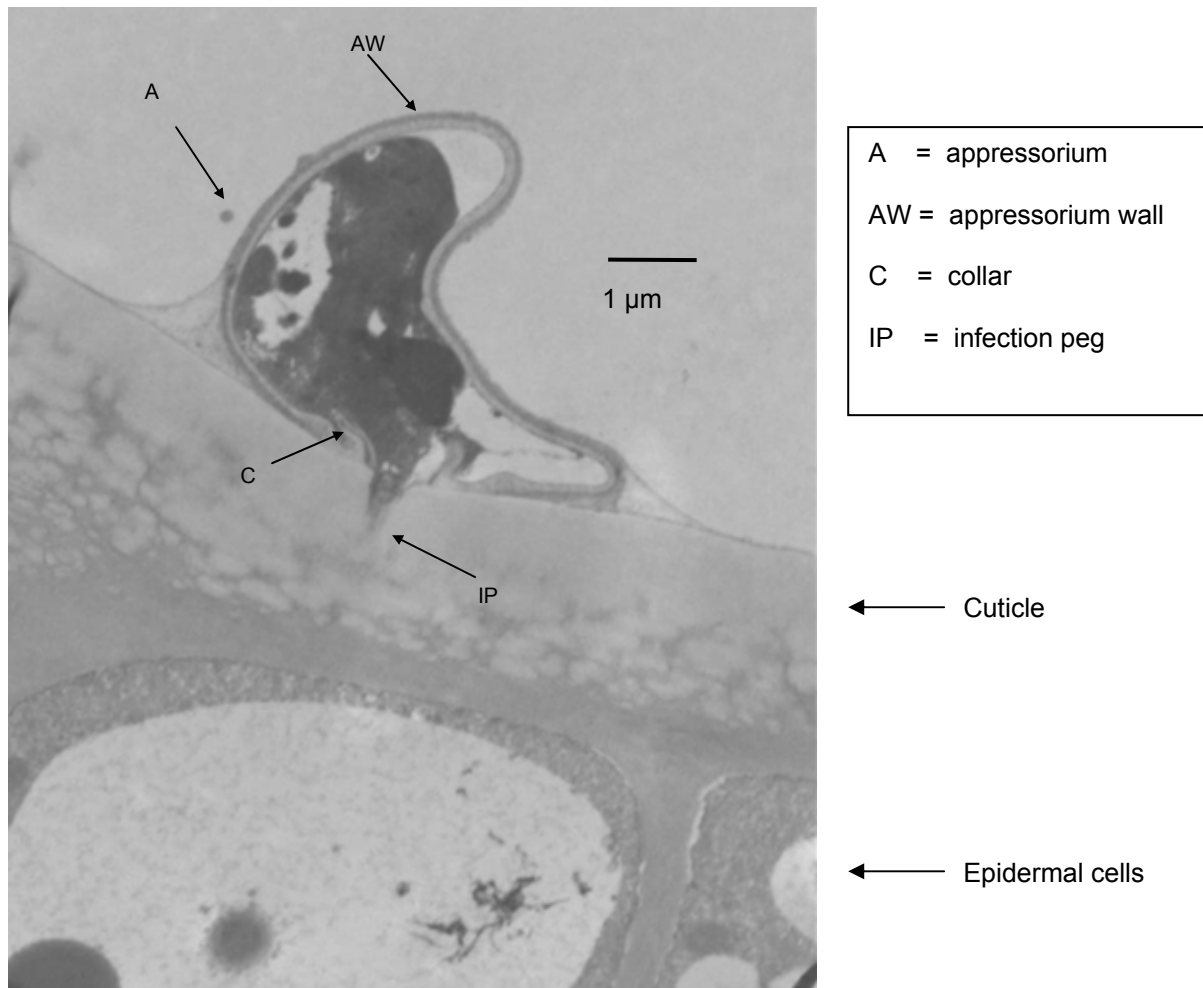 AW
A
1 µm
C
IP
A = appressorium
AW = appressorium wall
C = collar
IP = infection peg
Cuticle
Epidermal cells